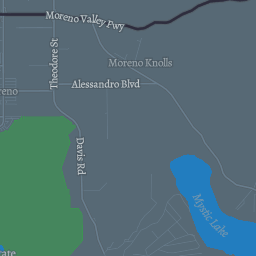 Moreno Valley Fwy
Theodore St
Moreno Knolls
Alessandro Blvd
reno
Davis Rd
Mystic Lake
tate